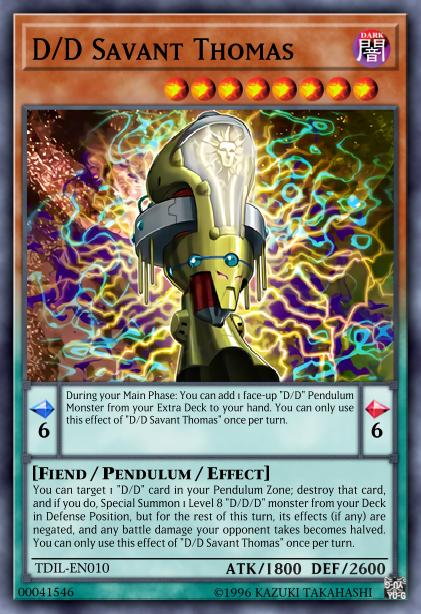 D/D SAVANT THOMAS
DARK
闇
During your Main Phase: You can add 1 face-up "D/D" Pendulum
Monster from your Extra Deck to your hand. You can only use
this effect of "D/D Savant Thomas" once per turn.
6
6
[FIEND / PENDULUM / EFFECT]
You can target 1 "D/D" card in your Pendulum Zone; destroy that card,
and if you do, Special Summon 1 Level 8 "D/D/D" monster from your Deck
in Defense Position, but for the rest of this turn, its effects (if any) are
negated, and any battle damage your opponent takes becomes halved.
You can only use this effect of "D/D Savant Thomas" once per turn.
TDIL-EN010
ATK/1800 DEF/2600
00041546
©1996 KAZUKI TAKAHASHI